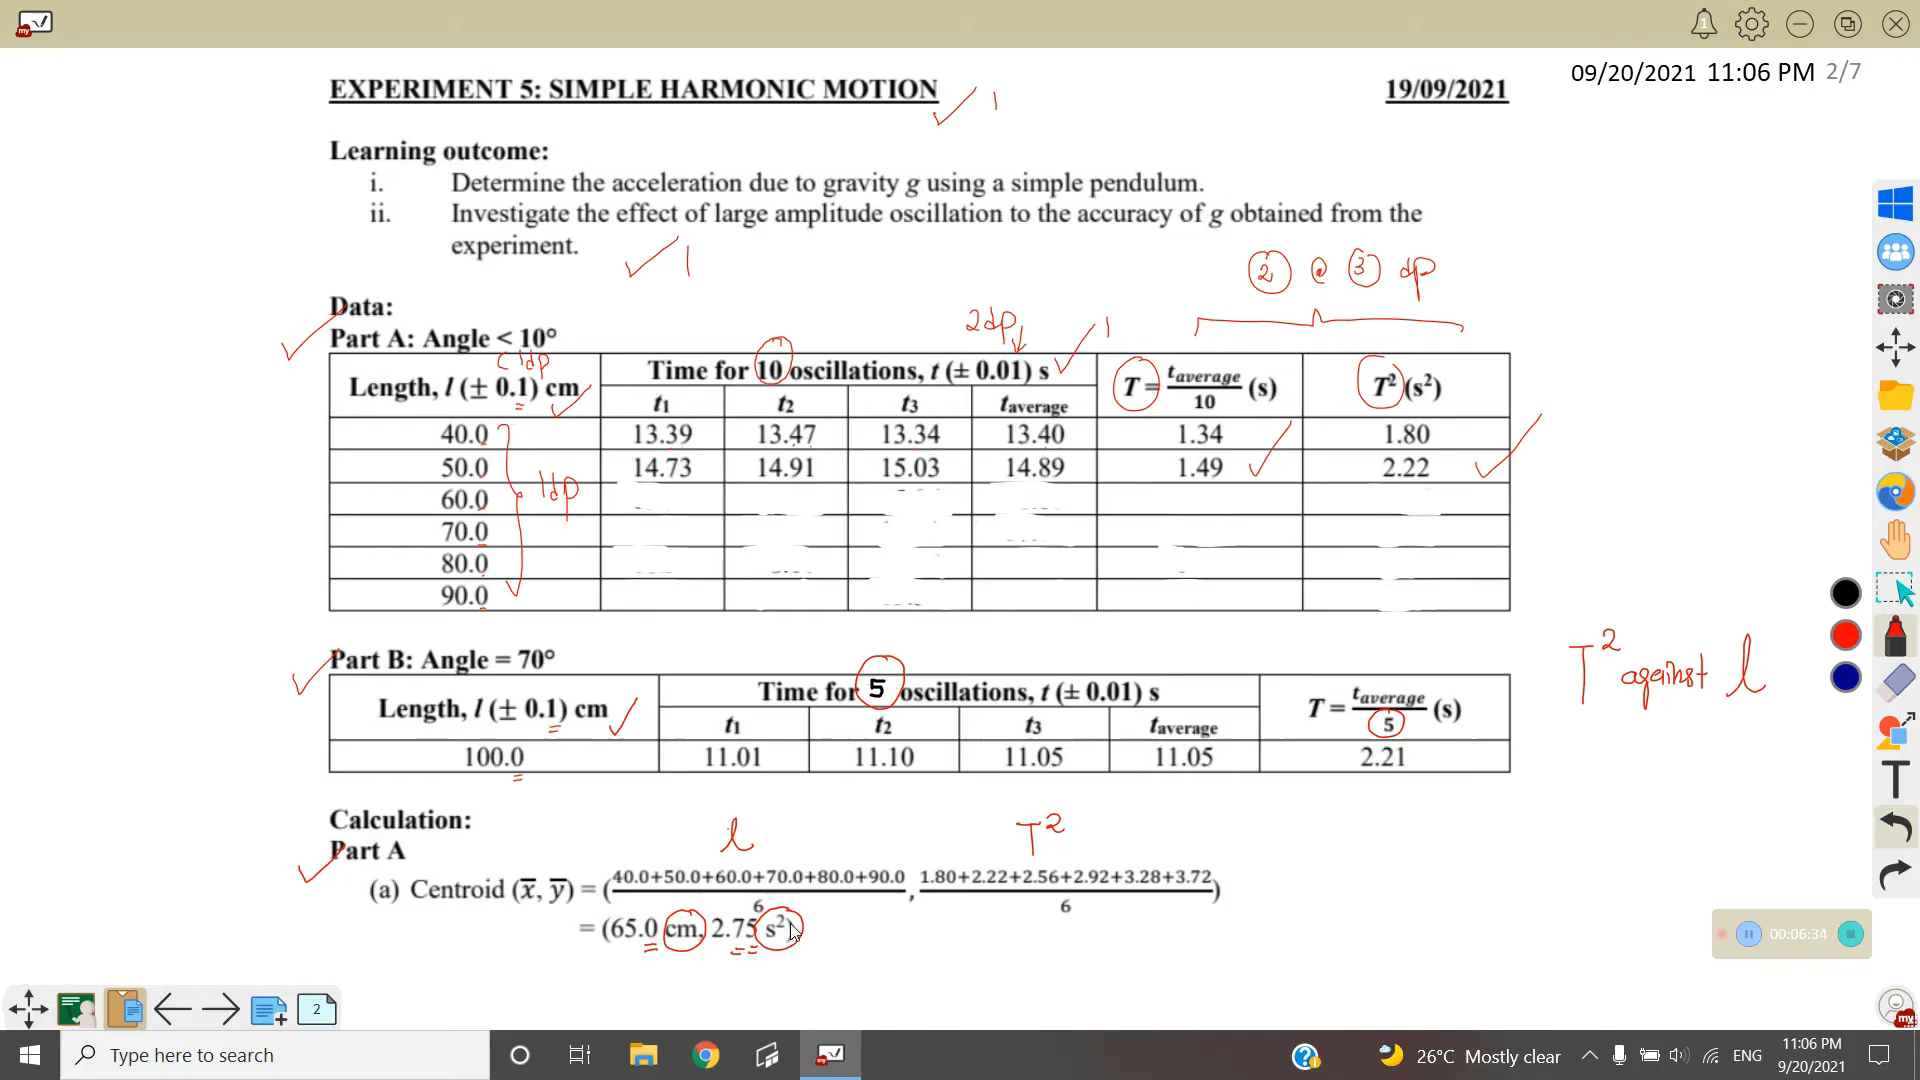 09/20/2021 11:06 PM 2/7
EXPERIMENT 5: SIMPLE HARMONIC MOTION 19/09/2021
1
Learning outcome:
i. Determine the acceleration due to gravity g using a simple pendulum.
ii. Investigate the effect of large amplitude oscillation to the accuracy of g obtained from the
experiment.
1
2 @ 3 dp
Data:
Part A: Angle < 10°
1dp
2dp
1
Length, l (± 0.1) cm Time for 10 oscillations, t (± 0.01) s T = taverage/10 (s) T² (s²)
t1 t2 t3 taverage
40.0 13.39 13.47 13.34 13.40 1.34 1.80
50.0 14.73 14.91 15.03 14.89 1.49 2.22
60.0
70.0
80.0
90.0
1dp
Part B: Angle = 70°
Length, l (± 0.1) cm Time for 5 oscillations, t (± 0.01) s T = taverage/5 (s)
t1 t2 t3 taverage
100.0 11.01 11.10 11.05 11.05 2.21
T² against l
Calculation:
Part A
l T²
(a) Centroid (x̅, y̅) = (40.0+50.0+60.0+70.0+80.0+90.0/6, 1.80+2.22+2.56+2.92+3.28+3.72/6)
= (65.0 cm, 2.75 s²)
00:06:34
2
Type here to search
26°C Mostly clear
ENG
11:06 PM
9/20/2021